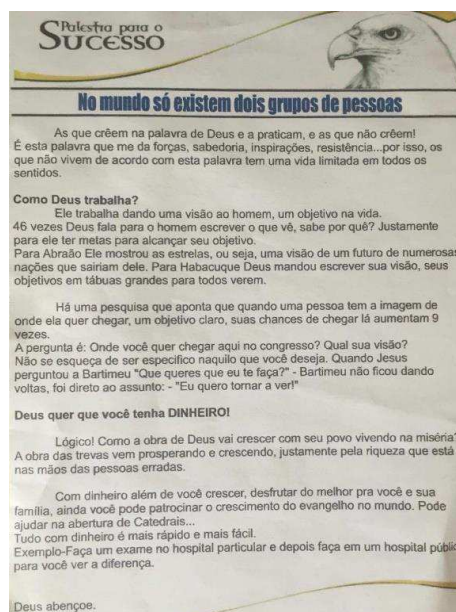 Palestra para o
SUCESSO
No mundo só existem dois grupos de pessoas
As que crêem na palavra de Deus e a praticam, e as que não crêem!
É esta palavra que me da forças, sabedoria, inspirações, resistência...por isso, os
que não vivem de acordo com esta palavra tem uma vida limitada em todos os
sentidos.
Como Deus trabalha?
Ele trabalha dando uma visão ao homem, um objetivo na vida.
46 vezes Deus fala para o homem escrever o que vê, sabe por quê? Justamente
para ele ter metas para alcançar seu objetivo.
Para Abraão Ele mostrou as estrelas, ou seja, uma visão de um futuro de numerosas
nações que sairiam dele. Para Habacuque Deus mandou escrever sua visão, seus
objetivos em tábuas grandes para todos verem.
Há uma pesquisa que aponta que quando uma pessoa tem a imagem de
onde ela quer chegar, um objetivo claro, suas chances de chegar lá aumentam 9
vezes.
A pergunta é: Onde você quer chegar aqui no congresso? Qual sua visão?
Não se esqueça de ser especifico naquilo que você deseja. Quando Jesus
perguntou a Bartimeu "Que queres que eu te faça?" - Bartimeu não ficou dando
voltas, foi direto ao assunto: - "Eu quero tornar a ver!"
Deus quer que você tenha DINHEIRO!
Lógico! Como a obra de Deus vai crescer com seu povo vivendo na miséria?
A obra das trevas vem prosperando e crescendo, justamente pela riqueza que está
nas mãos das pessoas erradas.
Com dinheiro além de você crescer, desfrutar do melhor pra você e sua
família, ainda você pode patrocinar o crescimento do evangelho no mundo. Pode
ajudar na abertura de Catedrais...
Tudo com dinheiro é mais rápido e mais fácil.
Exemplo-Faça um exame no hospital particular e depois faça em um hospital
para você ver a diferença.
Deus abençoe.